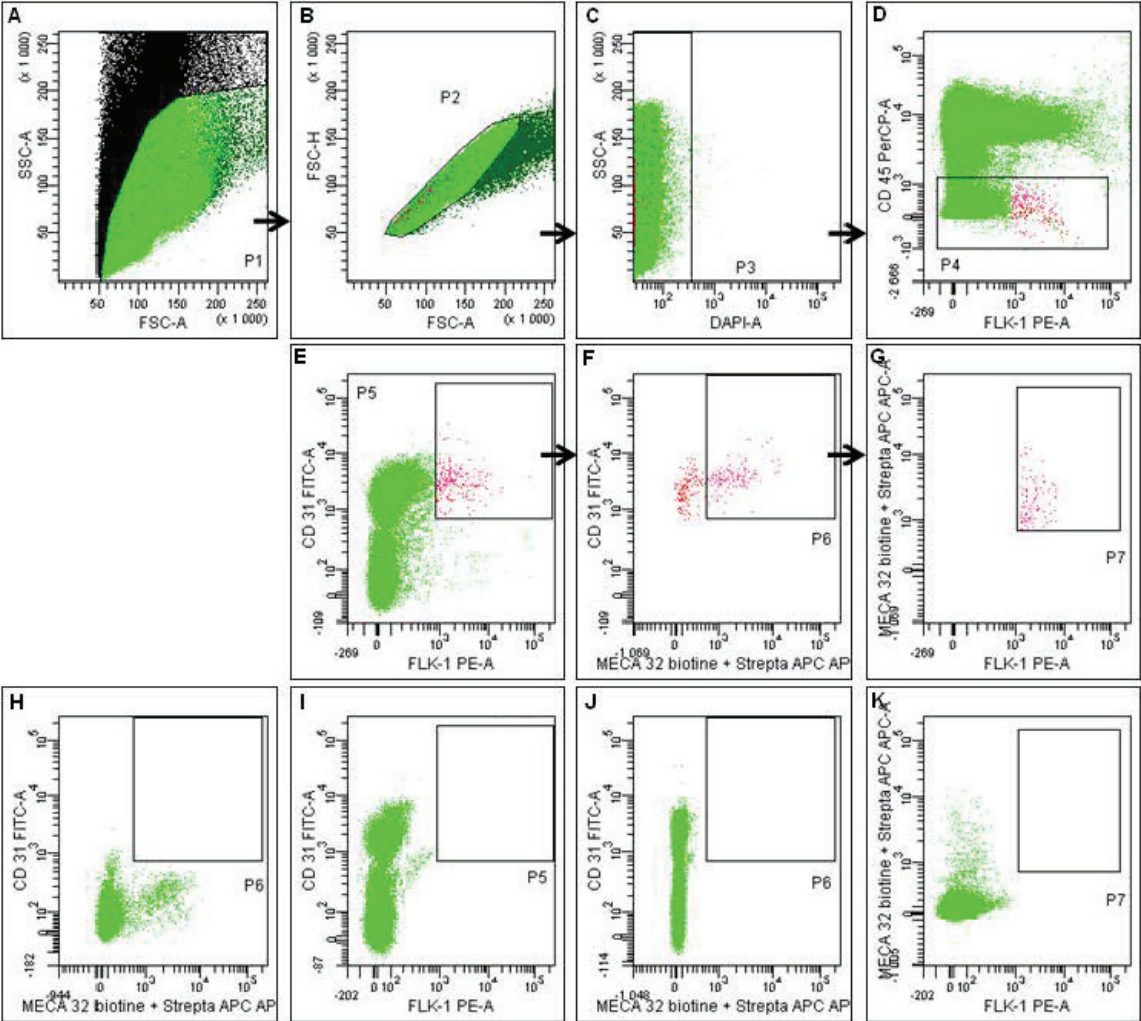 A
SSC-A
(x 1 000)
50 100 150 200 250
P1
50 100 150 200 250
FSC-A
(x 1 000)
B
FSC-H
(x 1 000)
50 100 150 200 250
P2
50 100 150 200 250
FSC-A
(x 1 000)
C
SSC-A
(x 1 000)
50 100 150 200 250
P3
10² 10³ 10⁴ 10⁵
DAPI-A
D
CD 45 PerCP-A
-2 666 -10³ 0 10³ 10⁴ 10⁵
P4
-269 0 10³ 10⁴ 10⁵
FLK-1 PE-A
E
CD 31 FITC-A
-109 0 10² 10³ 10⁴ 10⁵
P5
-269 0 10³ 10⁴ 10⁵
FLK-1 PE-A
F
CD 31 FITC-A
10³ 10⁴ 10⁵
0 10² 10³ 10⁴ 10⁵
P6
-1 069 0 10³ 10⁴ 10⁵
MECA 32 biotine + Strepta APC AP
G
MECA 32 biotine + Strepta APC APC-A
-1 069 0 10³ 10⁴ 10⁵
P7
-269 0 10³ 10⁴ 10⁵
FLK-1 PE-A
H
CD 31 FITC-A
-182 0 10² 10³ 10⁴ 10⁵
P6
-944 0 10³ 10⁴ 10⁵
MECA 32 biotine + Strepta APC AP
I
CD 31 FITC-A
-87 0 10² 10³ 10⁴ 10⁵
P5
-202 0 10² 10³ 10⁴ 10⁵
FLK-1 PE-A
J
CD 31 FITC-A
-114 0 10² 10³ 10⁴ 10⁵
P6
-1 048 0 10³ 10⁴ 10⁵
MECA 32 biotine + Strepta APC AP
K
MECA 32 biotine + Strepta APC APC-A
0 10³ 10⁴ 10⁵
P7
-202 0 10² 10³ 10⁴ 10⁵
FLK-1 PE-A